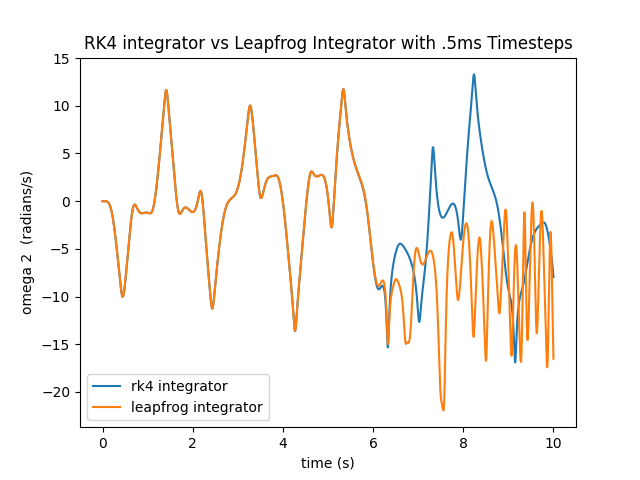 RK4 integrator vs Leapfrog Integrator with .5ms Timesteps
15
10
5
0
−5
−10
−15
−20
omega 2  (radians/s)
rk4 integrator
leapfrog integrator
0 2 4 6 8 10
time (s)